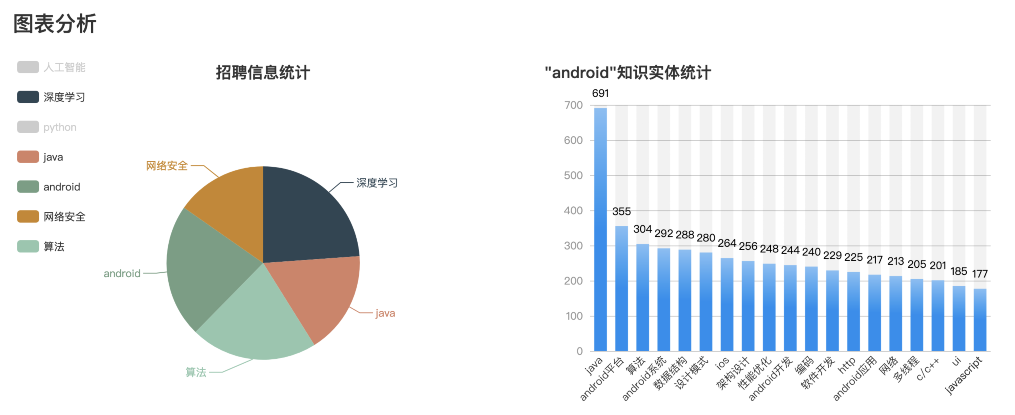 图表分析
人工智能
深度学习
python
java
android
网络安全
算法
招聘信息统计
网络安全
深度学习
android
java
算法
"android"知识实体统计
700
600
500
400
300
200
100
0
691
355
304
292
288
280
264
256
248
244
240
229
225
217
213
205
201
185
177
java
android平台
算法
android系统
数据结构
设计模式
ios
架构设计
性能优化
android开发
编码
软件开发
http
android应用
网络
多线程
c/c++
ui
javascript